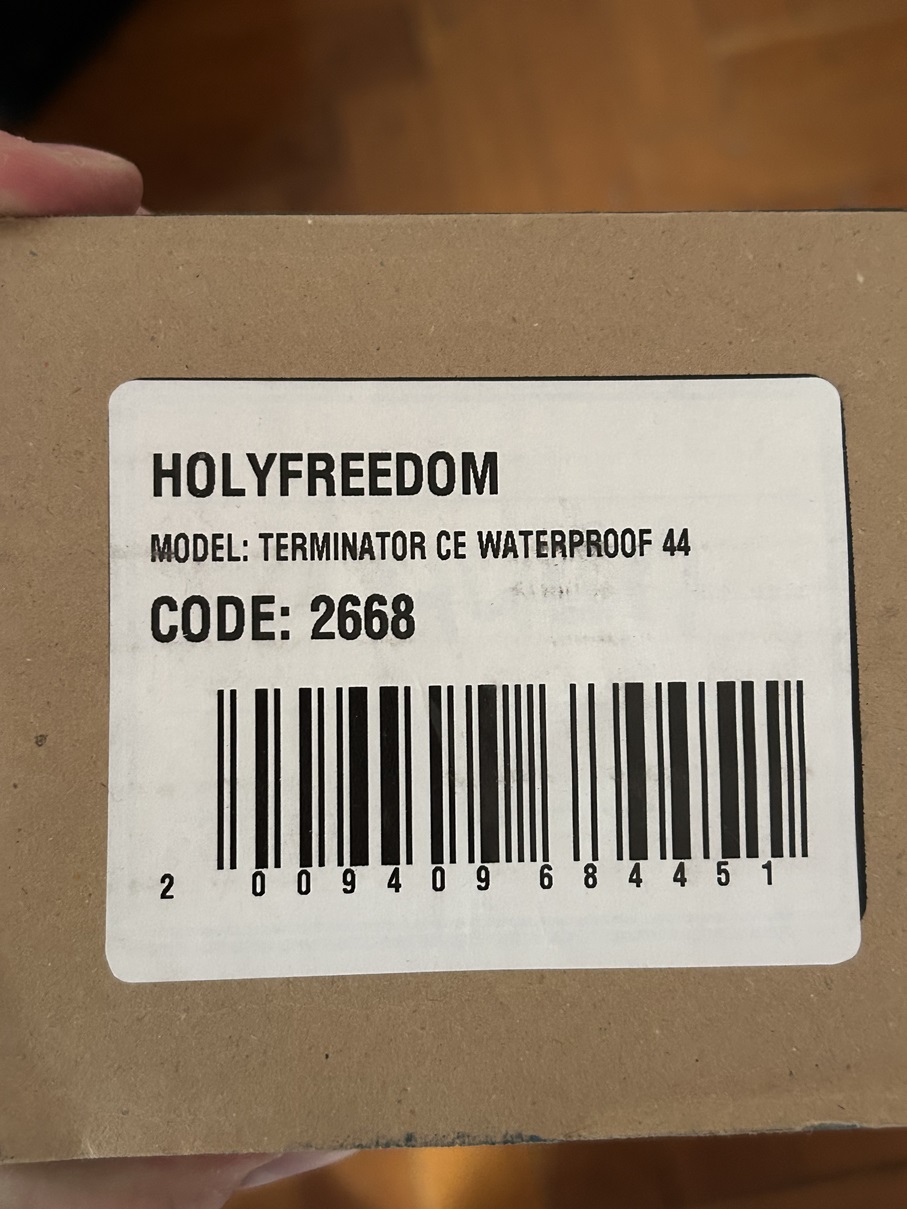 HOLYFREEDOM
MODEL: TERMINATOR CE WATERPROOF 44
CODE: 2668
2 009409 684451